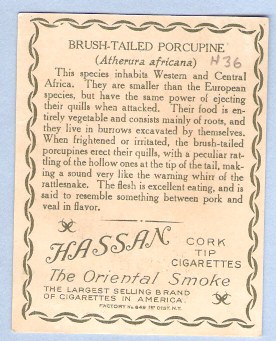 BRUSH-TAILED PORCUPINE
(Atherura africana)
H36
This species inhabits Western and Central
Africa. They are smaller than the European
species, but have the same power of ejecting
their quills when attacked. Their food is en-
tirely vegetable and consists mainly of roots, and
they live in burrows excavated by themselves.
When frightened or irritated, the brush-tailed
porcupines erect their quills, with a peculiar rat-
tling of the hollow ones at the tip of the tail, mak-
ing a sound very like the warning whirr of the
rattlesnake. The flesh is excellent eating, and is
said to resemble something between pork and
veal in flavor.
HASSAN
CORK
TIP
CIGARETTES
The Oriental Smoke
THE LARGEST SELLING BRAND
OF CIGARETTES IN AMERICA.
FACTORY No 649 1st DIST. N.Y.